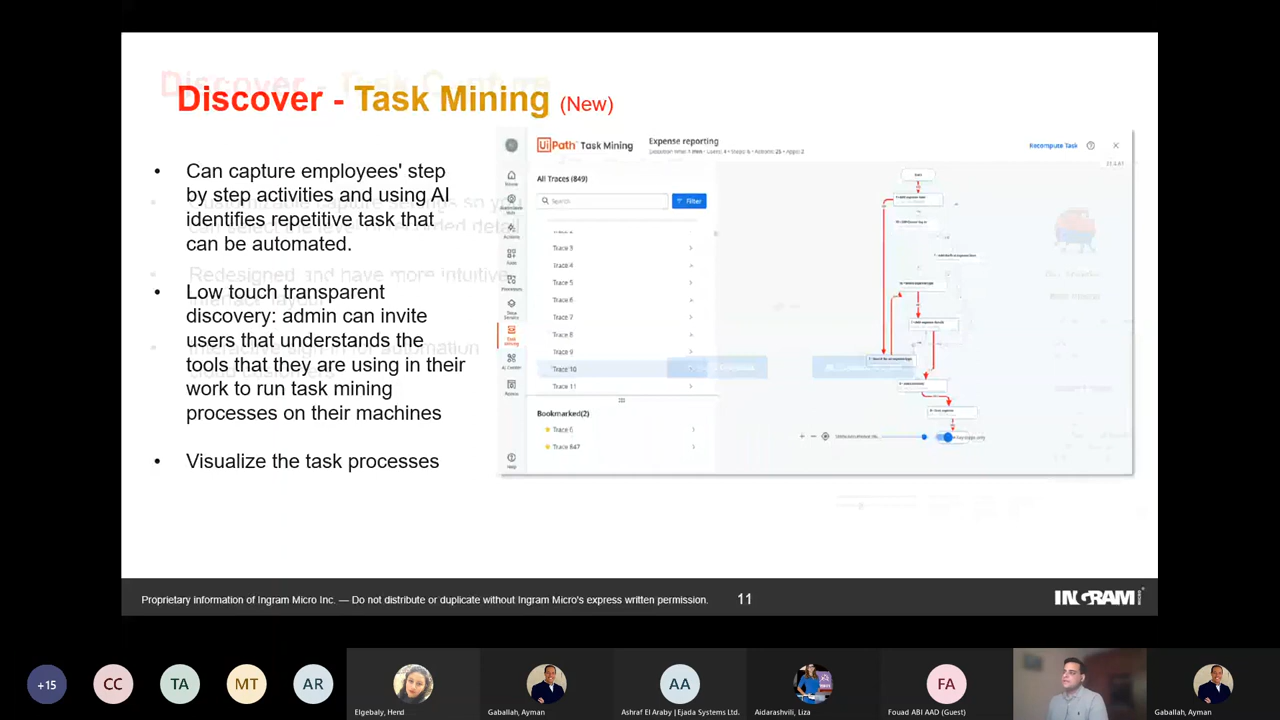 Discover - Task Mining (New)
• Can capture employees' step
by step activities and using AI
identifies repetitive task that
can be automated.
• Low touch transparent
discovery: admin can invite
users that understands the
tools that they are using in their
work to run task mining
processes on their machines
• Visualize the task processes
UiPath Task Mining
Expense reporting
Recompute Task
All Traces (849)
Search
Filter
Trace 3
Trace 4
Trace 5
Trace 6
Trace 7
Trace 8
Trace 9
Trace 10
Trace 11
Bookmarked(2)
Trace 6
Trace 847
Help
Proprietary information of Ingram Micro Inc. — Do not distribute or duplicate without Ingram Micro's express written permission.
11
INGRAM
+15
CC
TA
MT
AR
Elgebaly, Hend
Gaballah, Ayman
AA
Ashraf El Araby | Ejada Systems Ltd.
Aidarashvili, Liza
FA
Fouad ABI AAD (Guest)
Gaballah, Ayman